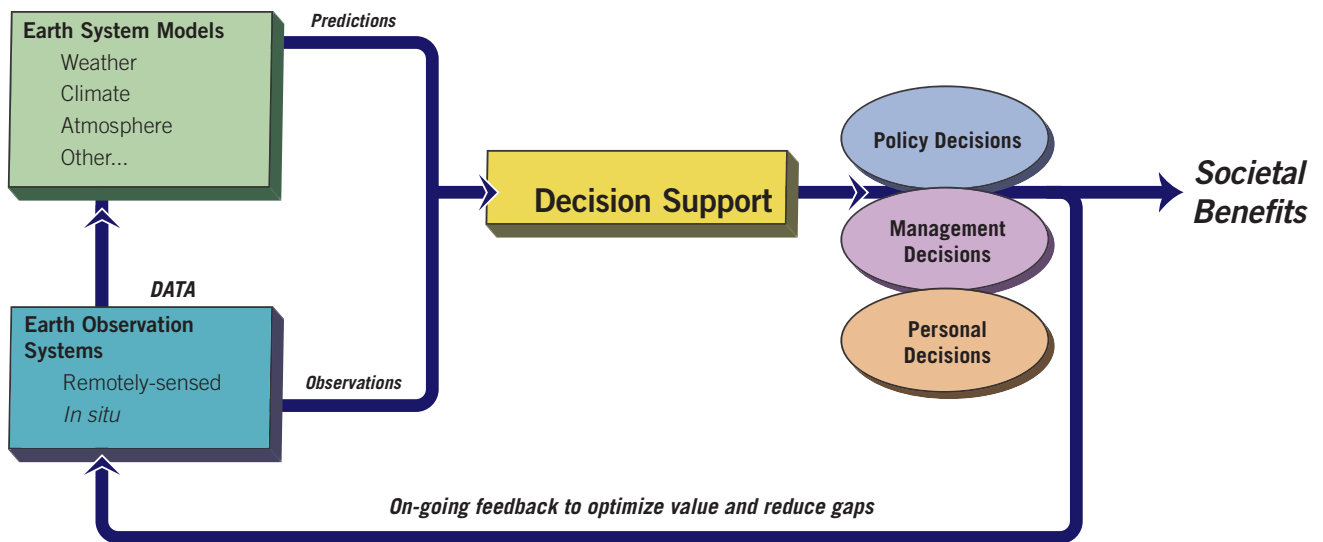 Earth System Models
Weather
Climate
Atmosphere
Other...
Predictions
DATA
Earth Observation
Systems
Remotely-sensed
In situ
Observations
Decision Support
Policy Decisions
Management
Decisions
Personal
Decisions
Societal
Benefits
On-going feedback to optimize value and reduce gaps